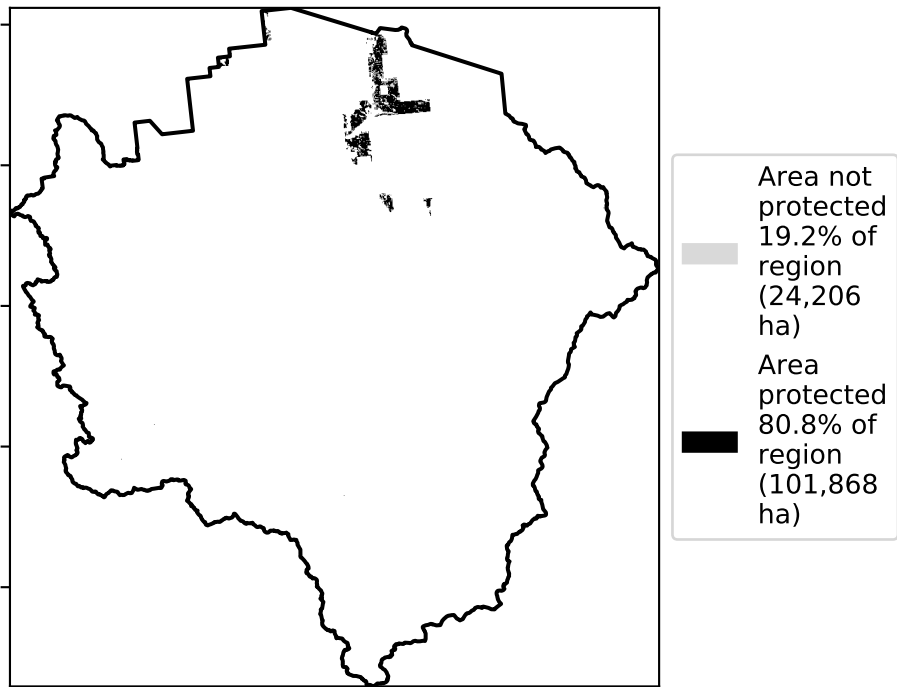 Area not
protected
19.2% of
region
(24,206
ha)
Area
protected
80.8% of
region
(101,868
ha)